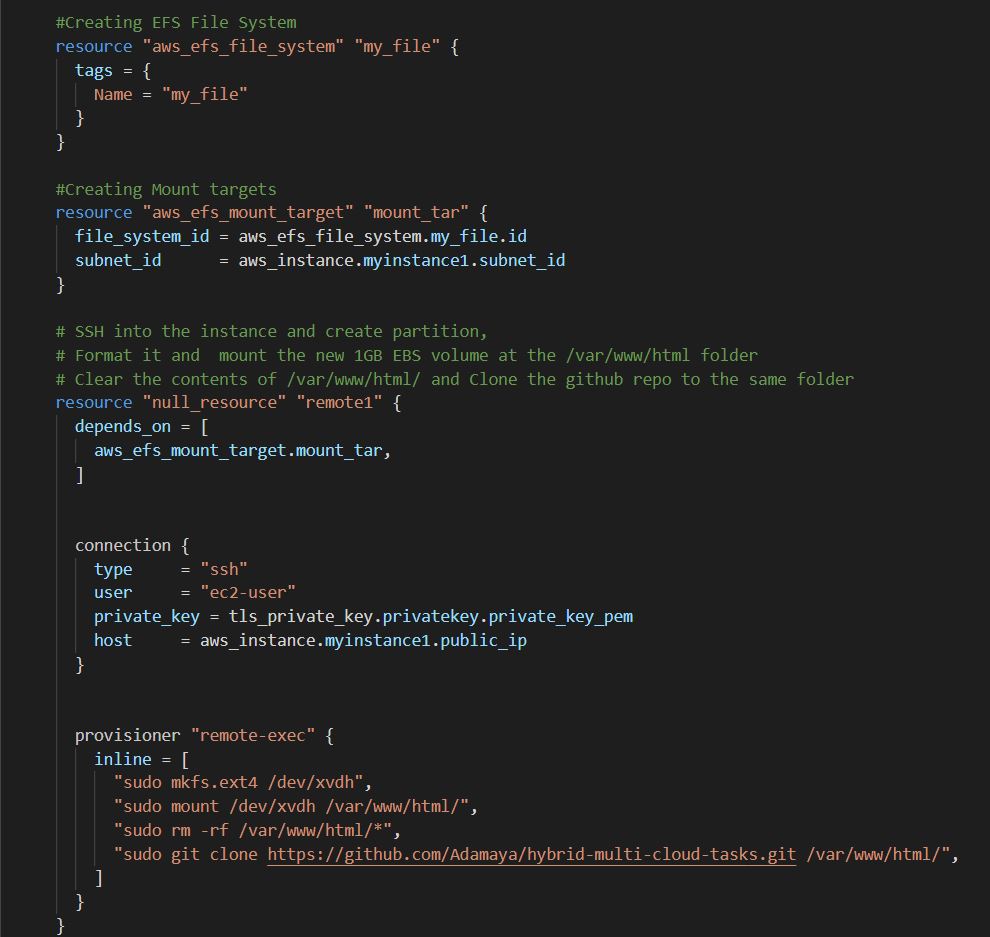 #Creating EFS File System
resource "aws_efs_file_system" "my_file" {
  tags = {
    Name = "my_file"
  }
}
#Creating Mount targets
resource "aws_efs_mount_target" "mount_tar" {
  file_system_id = aws_efs_file_system.my_file.id
  subnet_id      = aws_instance.myinstance1.subnet_id
}
# SSH into the instance and create partition,
# Format it and  mount the new 1GB EBS volume at the /var/www/html folder
# Clear the contents of /var/www/html/ and Clone the github repo to the same folder
resource "null_resource" "remote1" {
  depends_on = [
    aws_efs_mount_target.mount_tar,
  ]
  connection {
    type     = "ssh"
    user     = "ec2-user"
    private_key = tls_private_key.privatekey.private_key_pem
    host     = aws_instance.myinstance1.public_ip
  }
  provisioner "remote-exec" {
    inline = [
      "sudo mkfs.ext4 /dev/xvdh",
      "sudo mount /dev/xvdh /var/www/html/",
      "sudo rm -rf /var/www/html/*",
      "sudo git clone https://github.com/Adamaya/hybrid-multi-cloud-tasks.git /var/www/html/",
    ]
  }
}